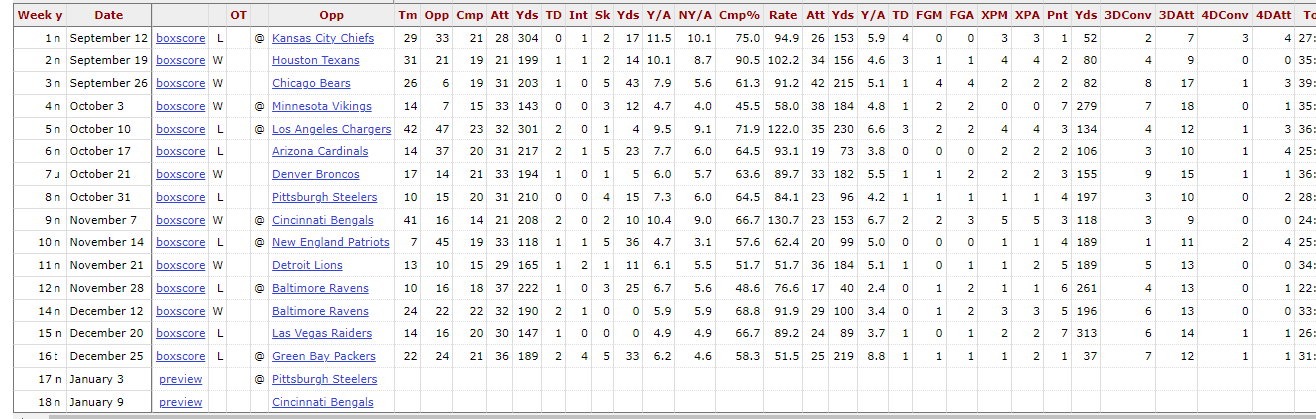 Week y Date OT Opp Tm Opp Cmp Att Yds TD Int Sk Yds Y/A NY/A Cmp% Rate Att Yds Y/A TD FGM FGA XPM XPA Pnt Yds 3DConv 3DAtt 4DConv 4DAtt
1 n September 12 boxscore L @ Kansas City Chiefs 29 33 21 28 304 0 1 2 17 11.5 10.1 75.0 94.9 26 153 5.9 4 0 0 3 3 1 52 2 7 3 4 27:
2 n September 19 boxscore W Houston Texans 31 21 19 21 199 1 1 2 14 10.1 8.7 90.5 102.2 34 156 4.6 3 1 1 4 4 2 80 4 9 0 0 35:
3 n September 26 boxscore W Chicago Bears 26 6 19 31 203 1 0 5 43 7.9 5.6 61.3 91.2 42 215 5.1 1 4 4 2 2 2 82 8 17 1 3 39:
4 n October 3 boxscore W @ Minnesota Vikings 14 7 15 33 143 0 0 3 12 4.7 4.0 45.5 58.0 38 184 4.8 1 2 2 0 0 7 279 7 18 0 1 35:
5 n October 10 boxscore L @ Los Angeles Chargers 42 47 23 32 301 2 0 1 4 9.5 9.1 71.9 122.0 35 230 6.6 3 2 2 4 4 3 134 4 12 1 3 36:
6 n October 17 boxscore L Arizona Cardinals 14 37 20 31 217 2 1 5 23 7.7 6.0 64.5 93.1 19 73 3.8 0 0 0 2 2 2 106 3 10 1 4 25:
7 boxscore October 21 W Denver Broncos 17 14 21 33 194 1 0 1 5 6.0 5.7 63.6 89.7 33 182 5.5 1 1 2 2 2 3 155 9 15 1 1 36:
8 n October 31 boxscore L Pittsburgh Steelers 10 15 20 31 210 0 0 4 15 7.3 6.0 64.5 84.1 23 96 4.2 1 1 1 1 1 4 197 3 10 0 2 28:
9 n November 7 boxscore W @ Cincinnati Bengals 41 16 14 21 208 2 0 2 10 10.4 9.0 66.7 130.7 23 153 6.7 2 2 3 5 5 3 118 3 9 0 0 24:
10 n November 14 boxscore L @ New England Patriots 7 45 19 33 118 1 1 5 36 4.7 3.1 57.6 62.4 20 99 5.0 0 0 0 1 1 4 189 1 11 2 4 25:
11 n November 21 boxscore W Detroit Lions 13 10 15 29 165 1 2 1 11 6.1 5.5 51.7 51.7 36 184 5.1 1 0 1 1 2 5 189 5 13 0 0 34:
12 n November 28 boxscore L @ Baltimore Ravens 10 16 18 37 222 1 0 3 25 6.7 5.6 48.6 76.6 17 40 2.4 0 1 2 1 1 6 261 4 13 0 1 22:
14 n December 12 boxscore W Baltimore Ravens 24 22 22 32 190 2 1 0 0 5.9 5.9 68.8 91.9 29 100 3.4 0 1 2 3 3 5 196 6 13 0 0 33:
15 n December 20 boxscore L Las Vegas Raiders 14 16 20 30 147 1 0 0 0 4.9 4.9 66.7 89.2 24 89 3.7 1 0 1 2 2 7 313 6 14 1 1 26:
16 : December 25 boxscore L @ Green Bay Packers 22 24 21 36 189 2 4 5 33 6.2 4.6 58.3 51.5 25 219 8.8 1 1 1 1 2 1 37 7 12 1 1 31:
17 n January 3 preview @ Pittsburgh Steelers
18 n January 9 preview Cincinnati Bengals